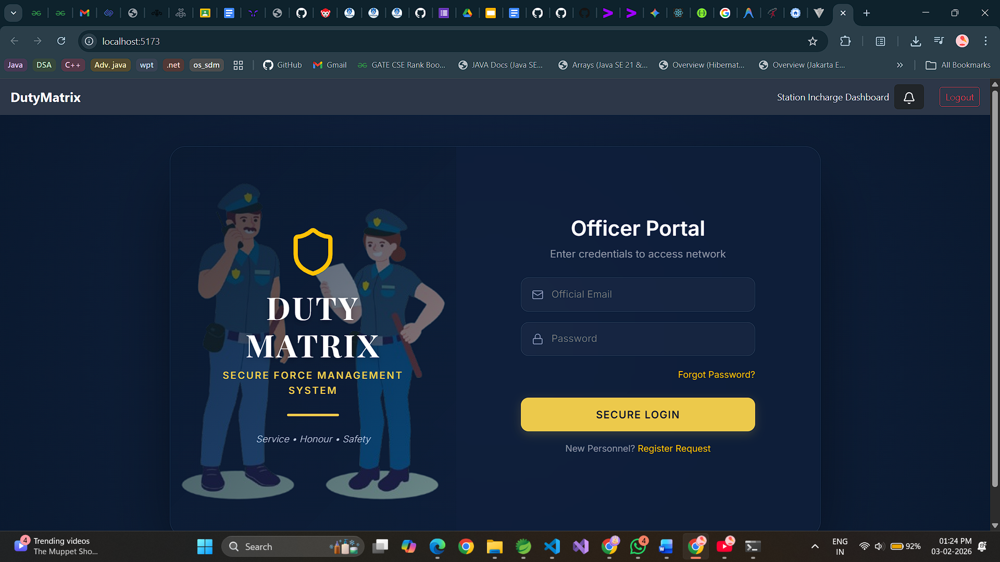 localhost:5173
Java
DSA
C++
Adv. java
wpt
.net
os_sdm
GitHub
Gmail
GATE CSE Rank Boo...
JAVA Docs (Java SE...
Arrays (Java SE 21 &...
Overview (Hibernat...
Overview (Jakarta E...
All Bookmarks
DutyMatrix
Station Incharge Dashboard
Logout
DUTY
MATRIX
SECURE FORCE MANAGEMENT
SYSTEM
Service • Honour • Safety
Officer Portal
Enter credentials to access network
Official Email
Password
Forgot Password?
SECURE LOGIN
New Personnel? Register Request
4
Trending videos
The Muppet Sho...
Search
4
ENG
IN
92%
01:24 PM
03-02-2026